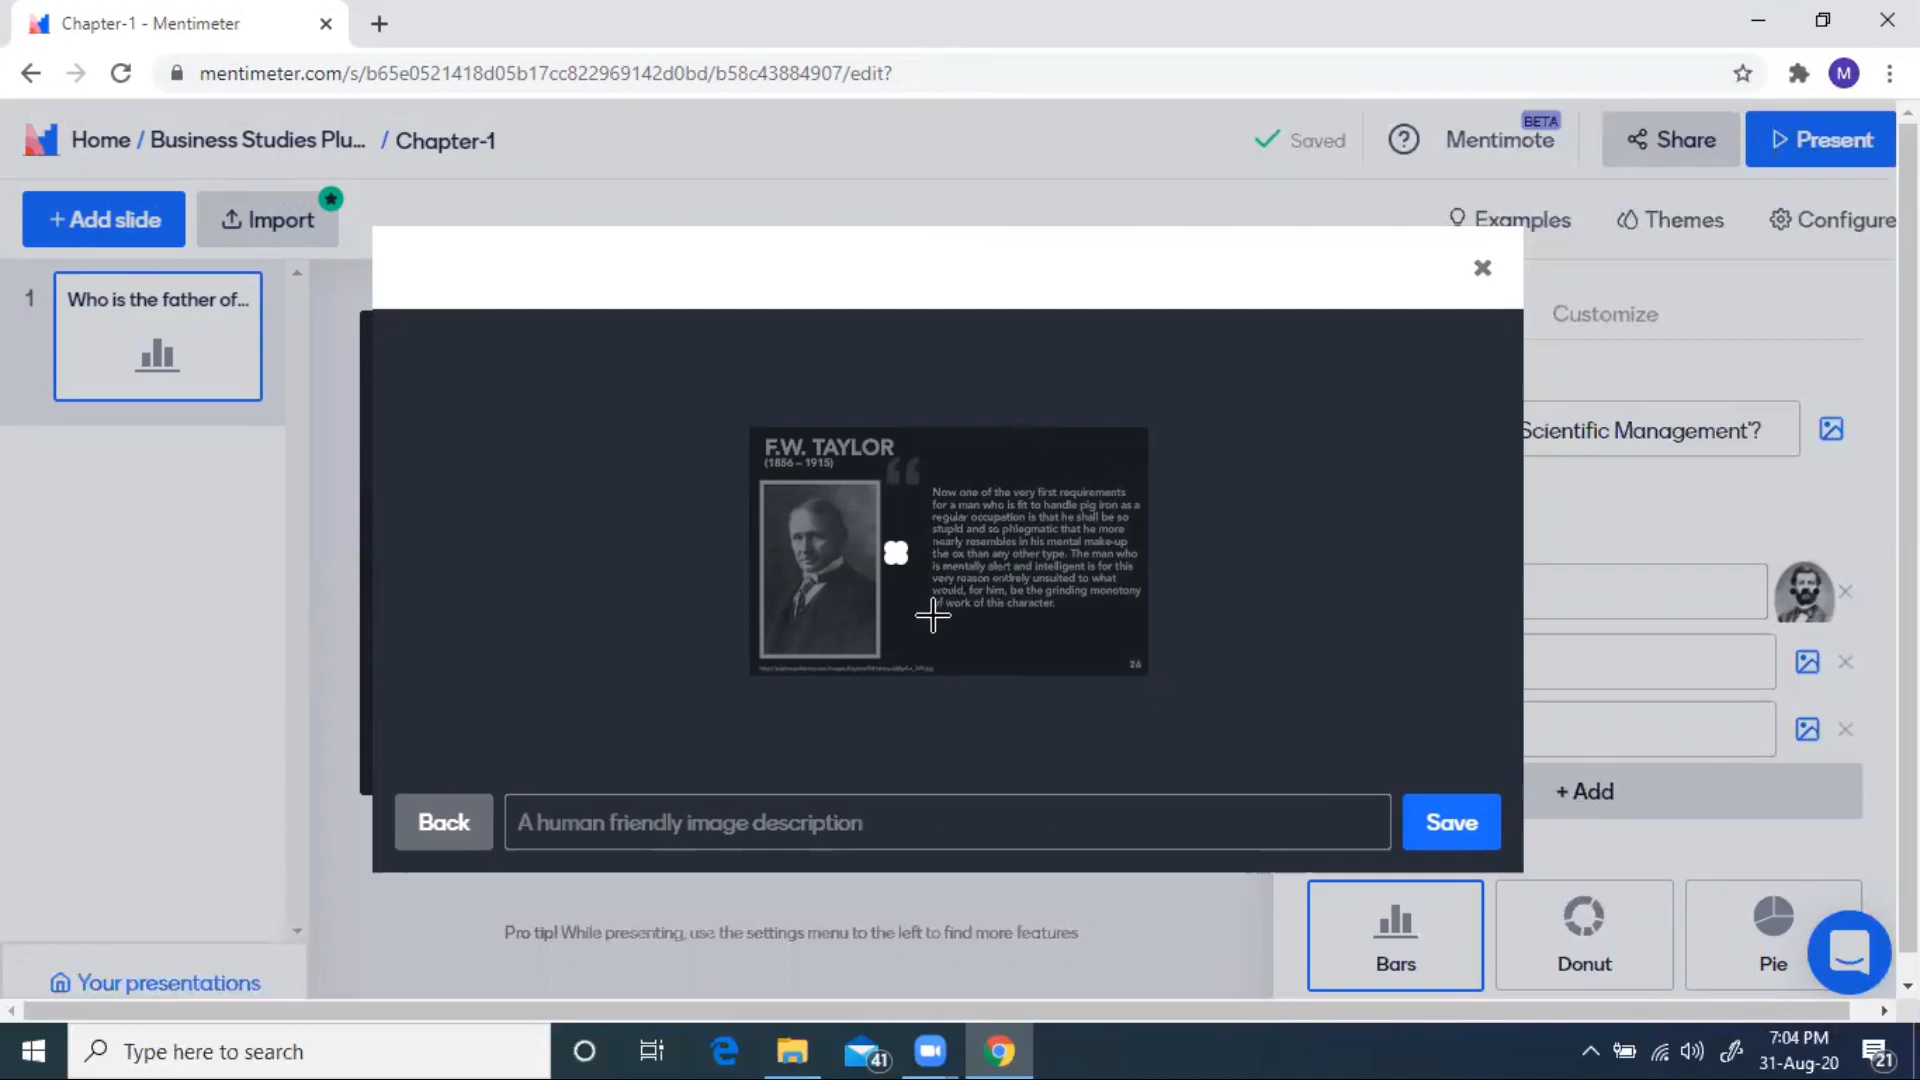 Chapter-1 - Mentimeter
mentimeter.com/s/b65e0521418d05b17cc822969142d0bd/b58c43884907/edit?
M
Home / Business Studies Plu... / Chapter-1
Saved
Mentimote
BETA
Share
Present
+ Add slide
Import
Examples
Themes
Configure
1
Who is the father of...
Customize
Scientific Management'?
F.W. TAYLOR
(1856 – 1915)
Now one of the very first requirements
for a man who is fit to handle pig iron as a
regular occupation is that he shall be so
stupid and so phlegmatic that he more
nearly resembles in his mental make-up
the ox than any other type. The man who
is mentally alert and intelligent is for this
very reason entirely unsuited to what
would, for him, be the grinding monotony
of work of this character.
26
+ Add
Back
A human friendly image description
Save
Pro tip! While presenting, use the settings menu to the left to find more features
Bars
Donut
Pie
Your presentations
Type here to search
41
7:04 PM
31-Aug-20
21